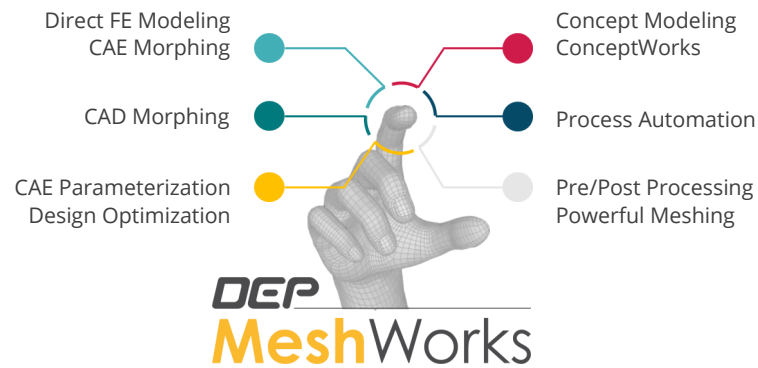 Direct FE Modeling
CAE Morphing
CAD Morphing
CAE Parameterization
Design Optimization
Concept Modeling
ConceptWorks
Process Automation
Pre/Post Processing
Powerful Meshing
DEP
MeshWorks